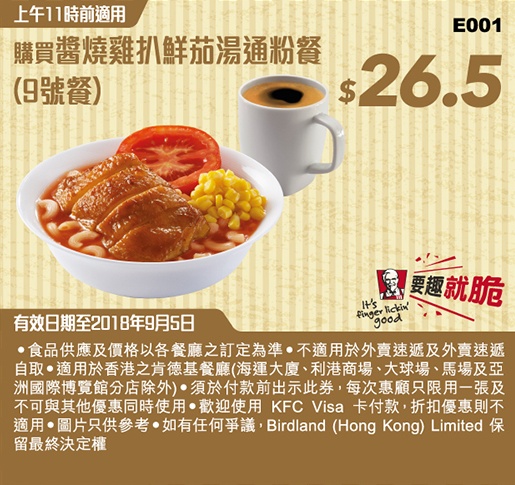 上午11時前適用
E001
購買醬燒雞扒鮮茄湯通粉餐
(9號餐)
$26.5
KFC
It's
finger lickin'
good
要趣就脆
有效日期至2018年9月5日
●食品供應及價格以各餐廳之訂定為準●不適用於外賣速遞及外賣速遞
自取●適用於香港之肯德基餐廳(海運大廈、利港商場、大球場、馬場及亞
洲國際博覽館分店除外)●須於付款前出示此券,每次惠顧只限用一張及
不可與其他優惠同時使用●歡迎使用 KFC Visa 卡付款,折扣優惠則不
適用●圖片只供參考●如有任何爭議,Birdland (Hong Kong) Limited 保
留最終決定權